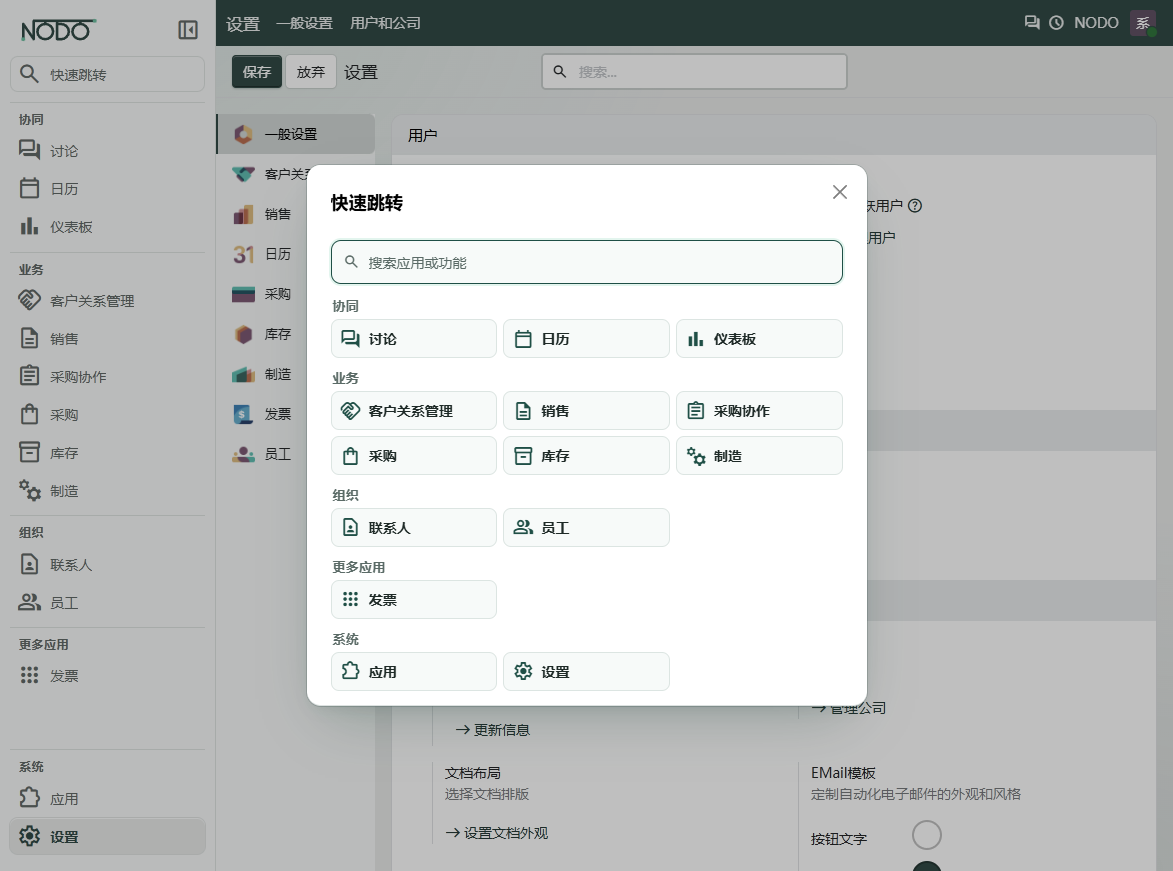 NODO
快速跳转
协同
讨论
日历
仪表板
业务
客户关系管理
销售
采购协作
采购
库存
制造
组织
联系人
员工
更多应用
发票
系统
应用
设置
设置 一般设置 用户和公司
NODO 系
保存 放弃 设置
搜索...
一般设置
客户关
销售
31 日历
采购
库存
制造
$ 发票
员工
用户
用户
用户
快速跳转
搜索应用或功能
协同
讨论 日历 仪表板
业务
客户关系管理 销售 采购协作
采购 库存 制造
组织
联系人 员工
更多应用
发票
系统
应用 设置
管理公司
更新信息
文档布局
选择文档排版
设置文档外观
EMail模板
定制自动化电子邮件的外观和风格
按钮文字